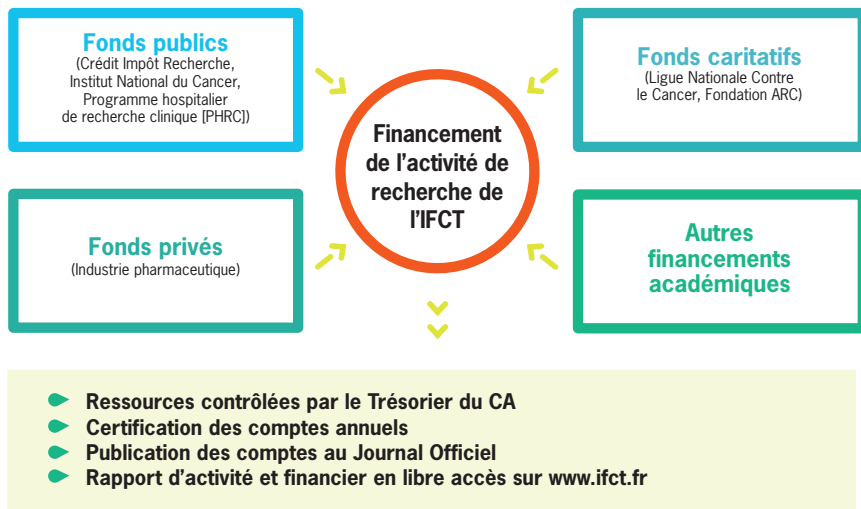 Fonds publics
(Crédit Impôt Recherche,
Institut National du Cancer,
Programme hospitalier
de recherche clinique [PHRC])
Fonds caritatifs
(Ligue Nationale Contre
le Cancer, Fondation ARC)
Financement
de l'activité de
recherche de
l'IFCT
Fonds privés
(Industrie pharmaceutique)
Autres
financements
académiques
Ressources contrôlées par le Trésorier du CA
Certification des comptes annuels
Publication des comptes au Journal Officiel
Rapport d'activité et financier en libre accès sur www.ifct.fr